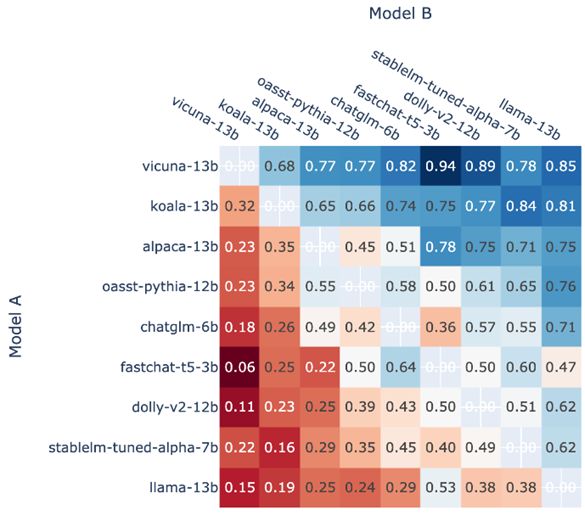 Model B
vicuna-13b
koala-13b
alpaca-13b
oasst-pythia-12b
chatglm-6b
fastchat-t5-3b
dolly-v2-12b
stablelm-tuned-alpha-7b
llama-13b
Model A
vicuna-13b 0.00 0.68 0.77 0.77 0.82 0.94 0.89 0.78 0.85
koala-13b 0.32 0.00 0.65 0.66 0.74 0.75 0.77 0.84 0.81
alpaca-13b 0.23 0.35 0.00 0.45 0.51 0.78 0.75 0.71 0.75
oasst-pythia-12b 0.23 0.34 0.55 0.00 0.58 0.50 0.61 0.65 0.76
chatglm-6b 0.18 0.26 0.49 0.42 0.00 0.36 0.57 0.55 0.71
fastchat-t5-3b 0.06 0.25 0.22 0.50 0.64 0.00 0.50 0.60 0.47
dolly-v2-12b 0.11 0.23 0.25 0.39 0.43 0.50 0.00 0.51 0.62
stablelm-tuned-alpha-7b 0.22 0.16 0.29 0.35 0.45 0.40 0.49 0.00 0.62
llama-13b 0.15 0.19 0.25 0.24 0.29 0.53 0.38 0.38 0.00